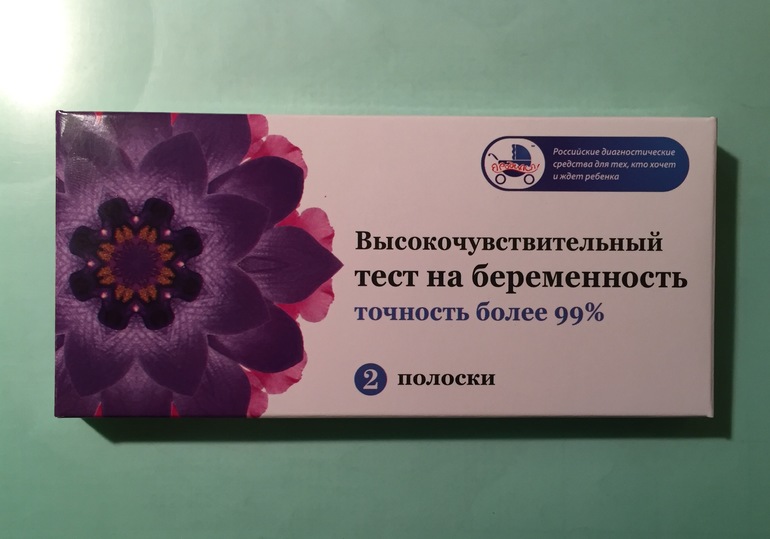 Российские диагностические
средства для тех, кто хочет
и ждет ребенка
Высокочувствительный
тест на беременность
точность более 99%
2 полоски